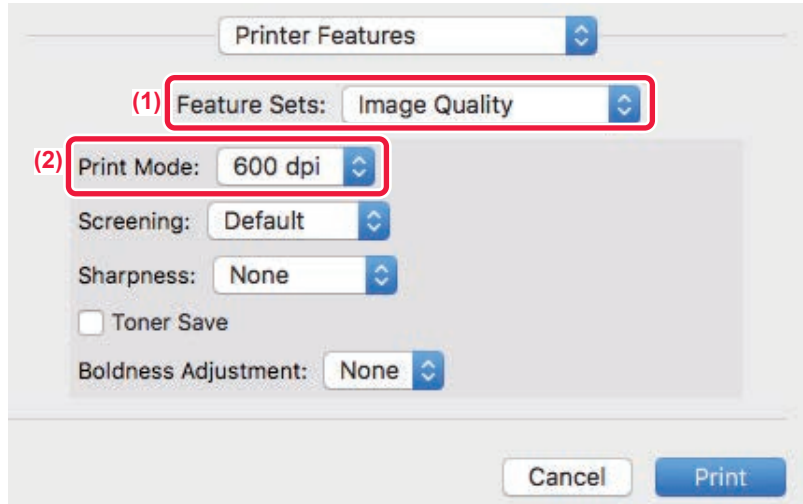 Printer Features
(1) Feature Sets: Image Quality
(2) Print Mode: 600 dpi
Screening: Default
Sharpness: None
Toner Save
Boldness Adjustment: None
Cancel Print